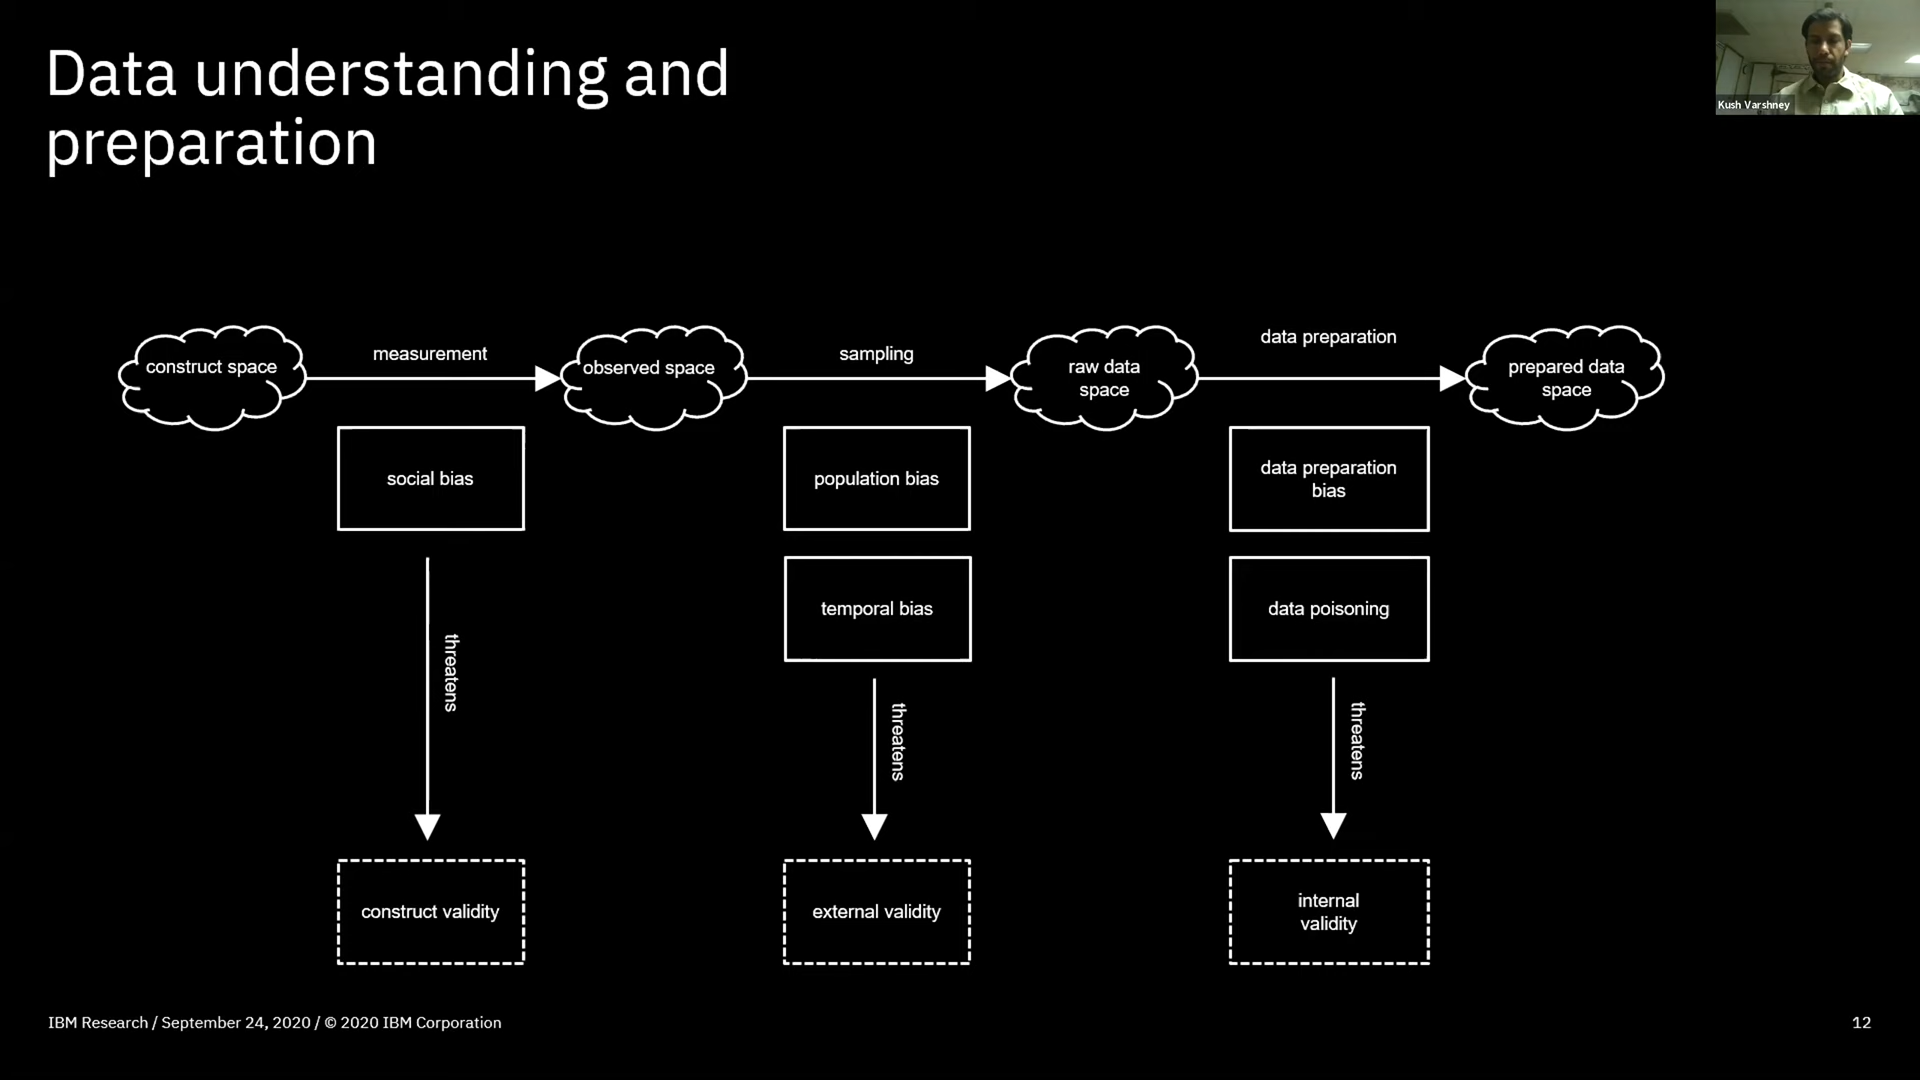 Data understanding and
preparation
Kush Varshney
construct space
measurement
observed space
sampling
raw data
space
data preparation
prepared data
space
social bias
population bias
data preparation
bias
temporal bias
data poisoning
threatens
threatens
threatens
construct validity
external validity
internal
validity
IBM Research / September 24, 2020 / © 2020 IBM Corporation
12